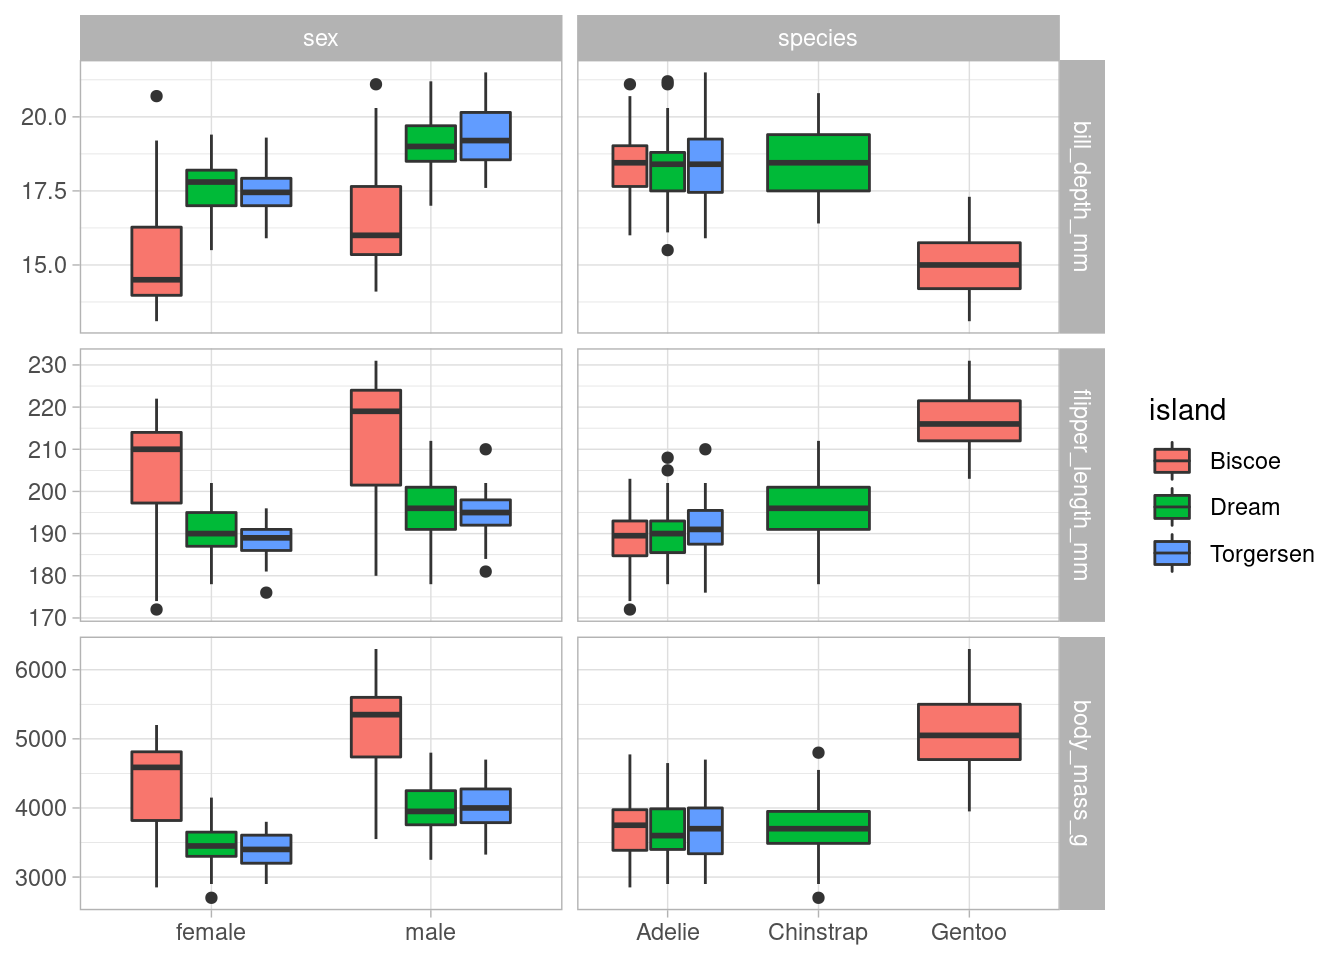 sex
species
20.0
17.5
15.0
bill_depth_mm
230
220
210
200
190
180
170
flipper_length_mm
6000
5000
4000
3000
body_mass_g
female
male
Adelie
Chinstrap
Gentoo
island
Biscoe
Dream
Torgersen